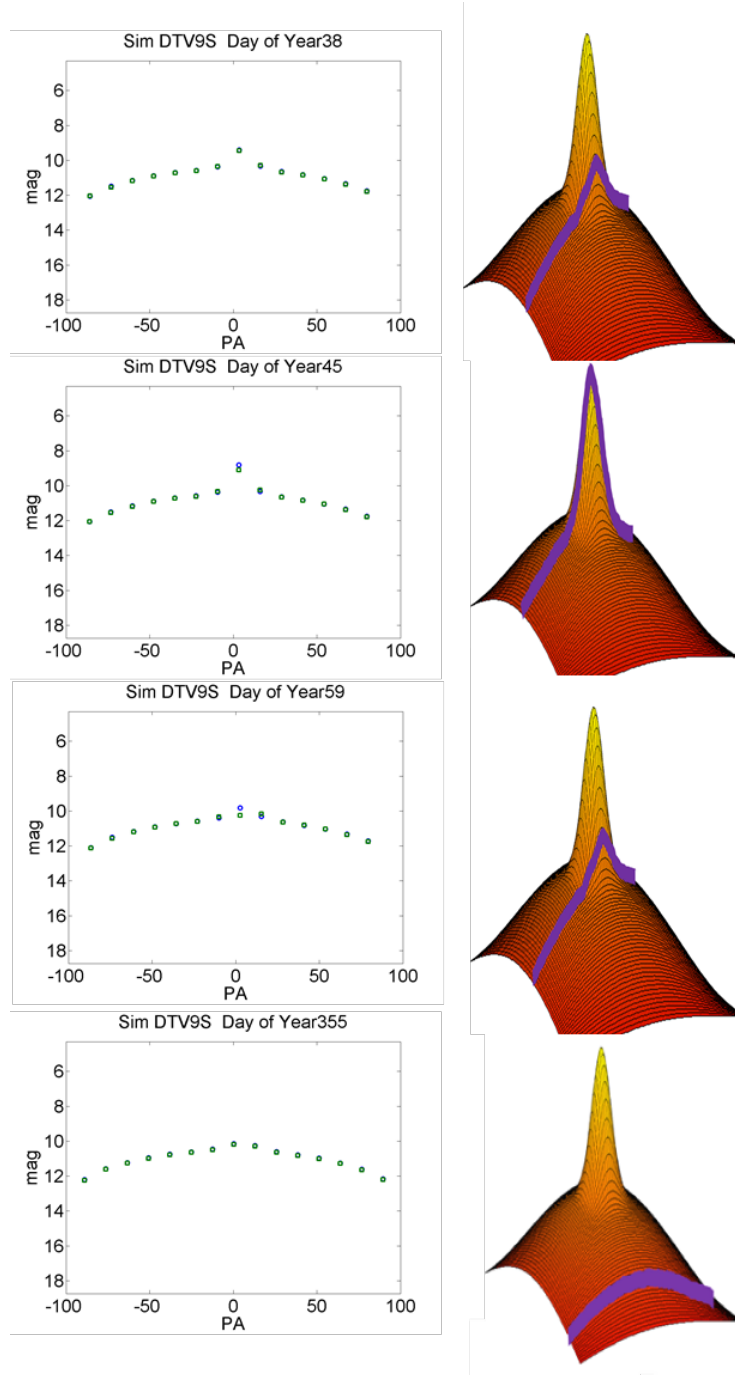 Sim DTV9S Day of Year38
6
8
10
12
14
16
18
mag
-100 -50 0 50 100
PA
Sim DTV9S Day of Year45
6
8
10
12
14
16
18
mag
-100 -50 0 50 100
PA
Sim DTV9S Day of Year59
6
8
10
12
14
16
18
mag
-100 -50 0 50 100
PA
Sim DTV9S Day of Year355
6
8
10
12
14
16
18
mag
-100 -50 0 50 100
PA